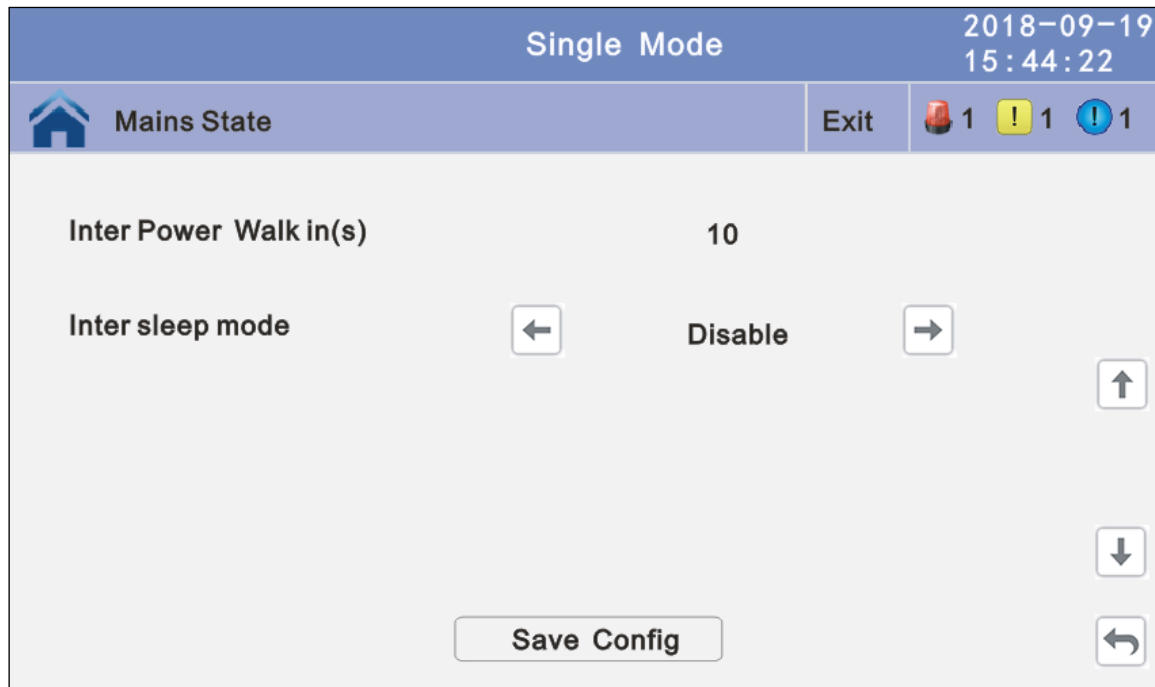 Single Mode
2018-09-19
15:44:22
Mains State
Exit
1
! 1
! 1
Inter Power Walk in(s)
10
Inter sleep mode
Disable
Save Config